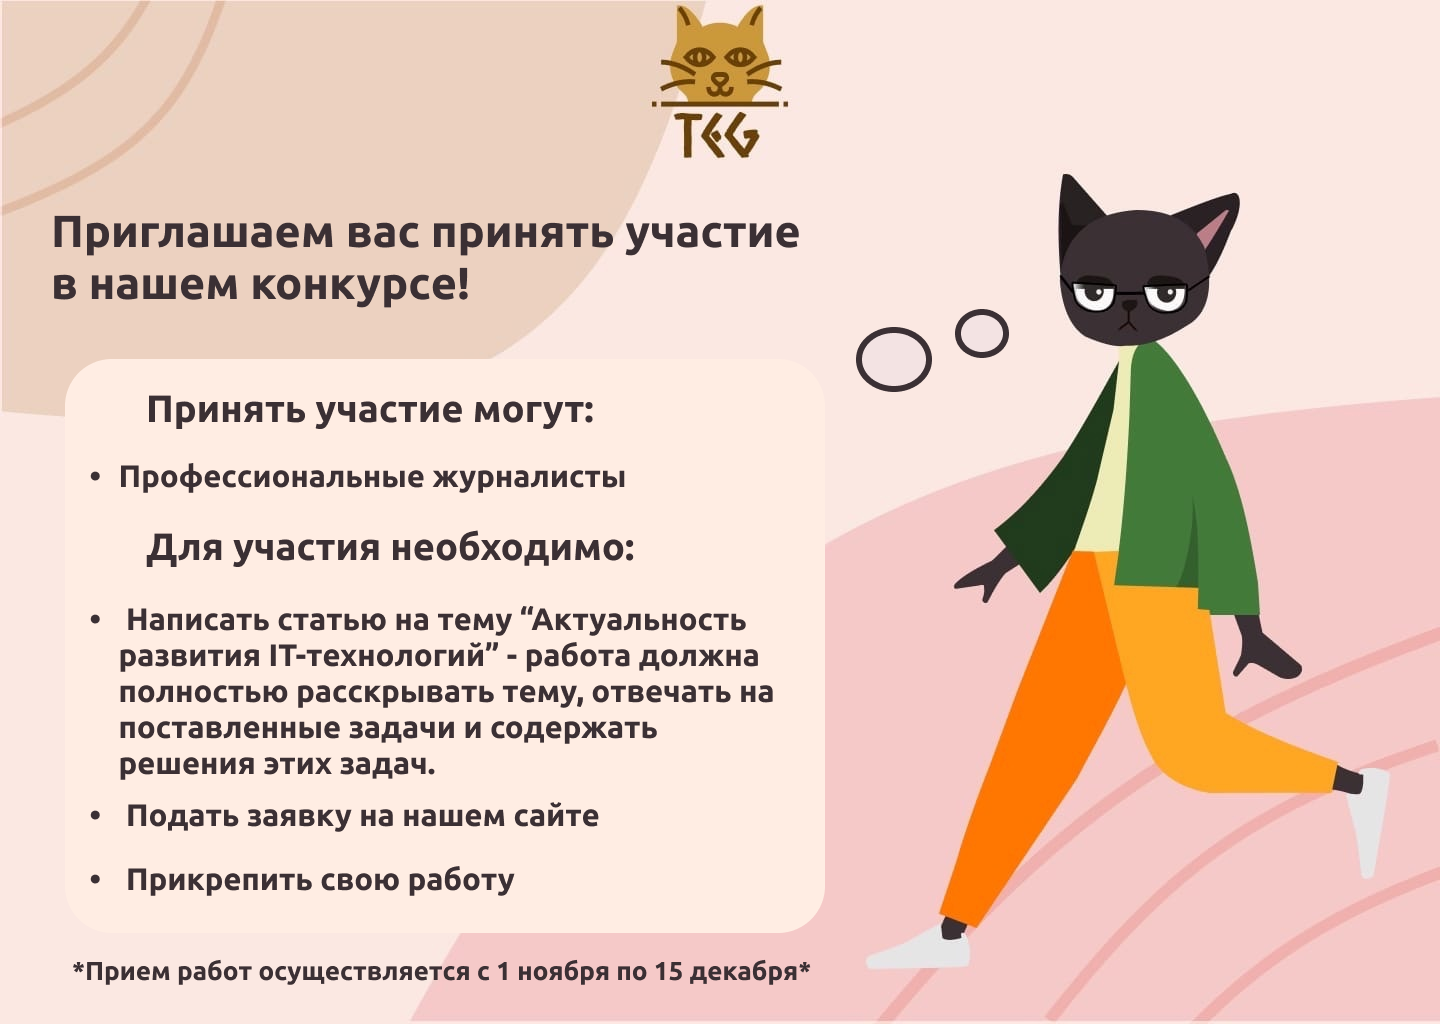 TEG
Приглашаем вас принять участие
в нашем конкурсе!
Принять участие могут:
• Профессиональные журналисты
Для участия необходимо:
• Написать статью на тему “Актуальность
развития IT-технологий” - работа должна
полностью расскрывать тему, отвечать на
поставленные задачи и содержать
решения этих задач.
• Подать заявку на нашем сайте
• Прикрепить свою работу
*Прием работ осуществляется с 1 ноября по 15 декабря*